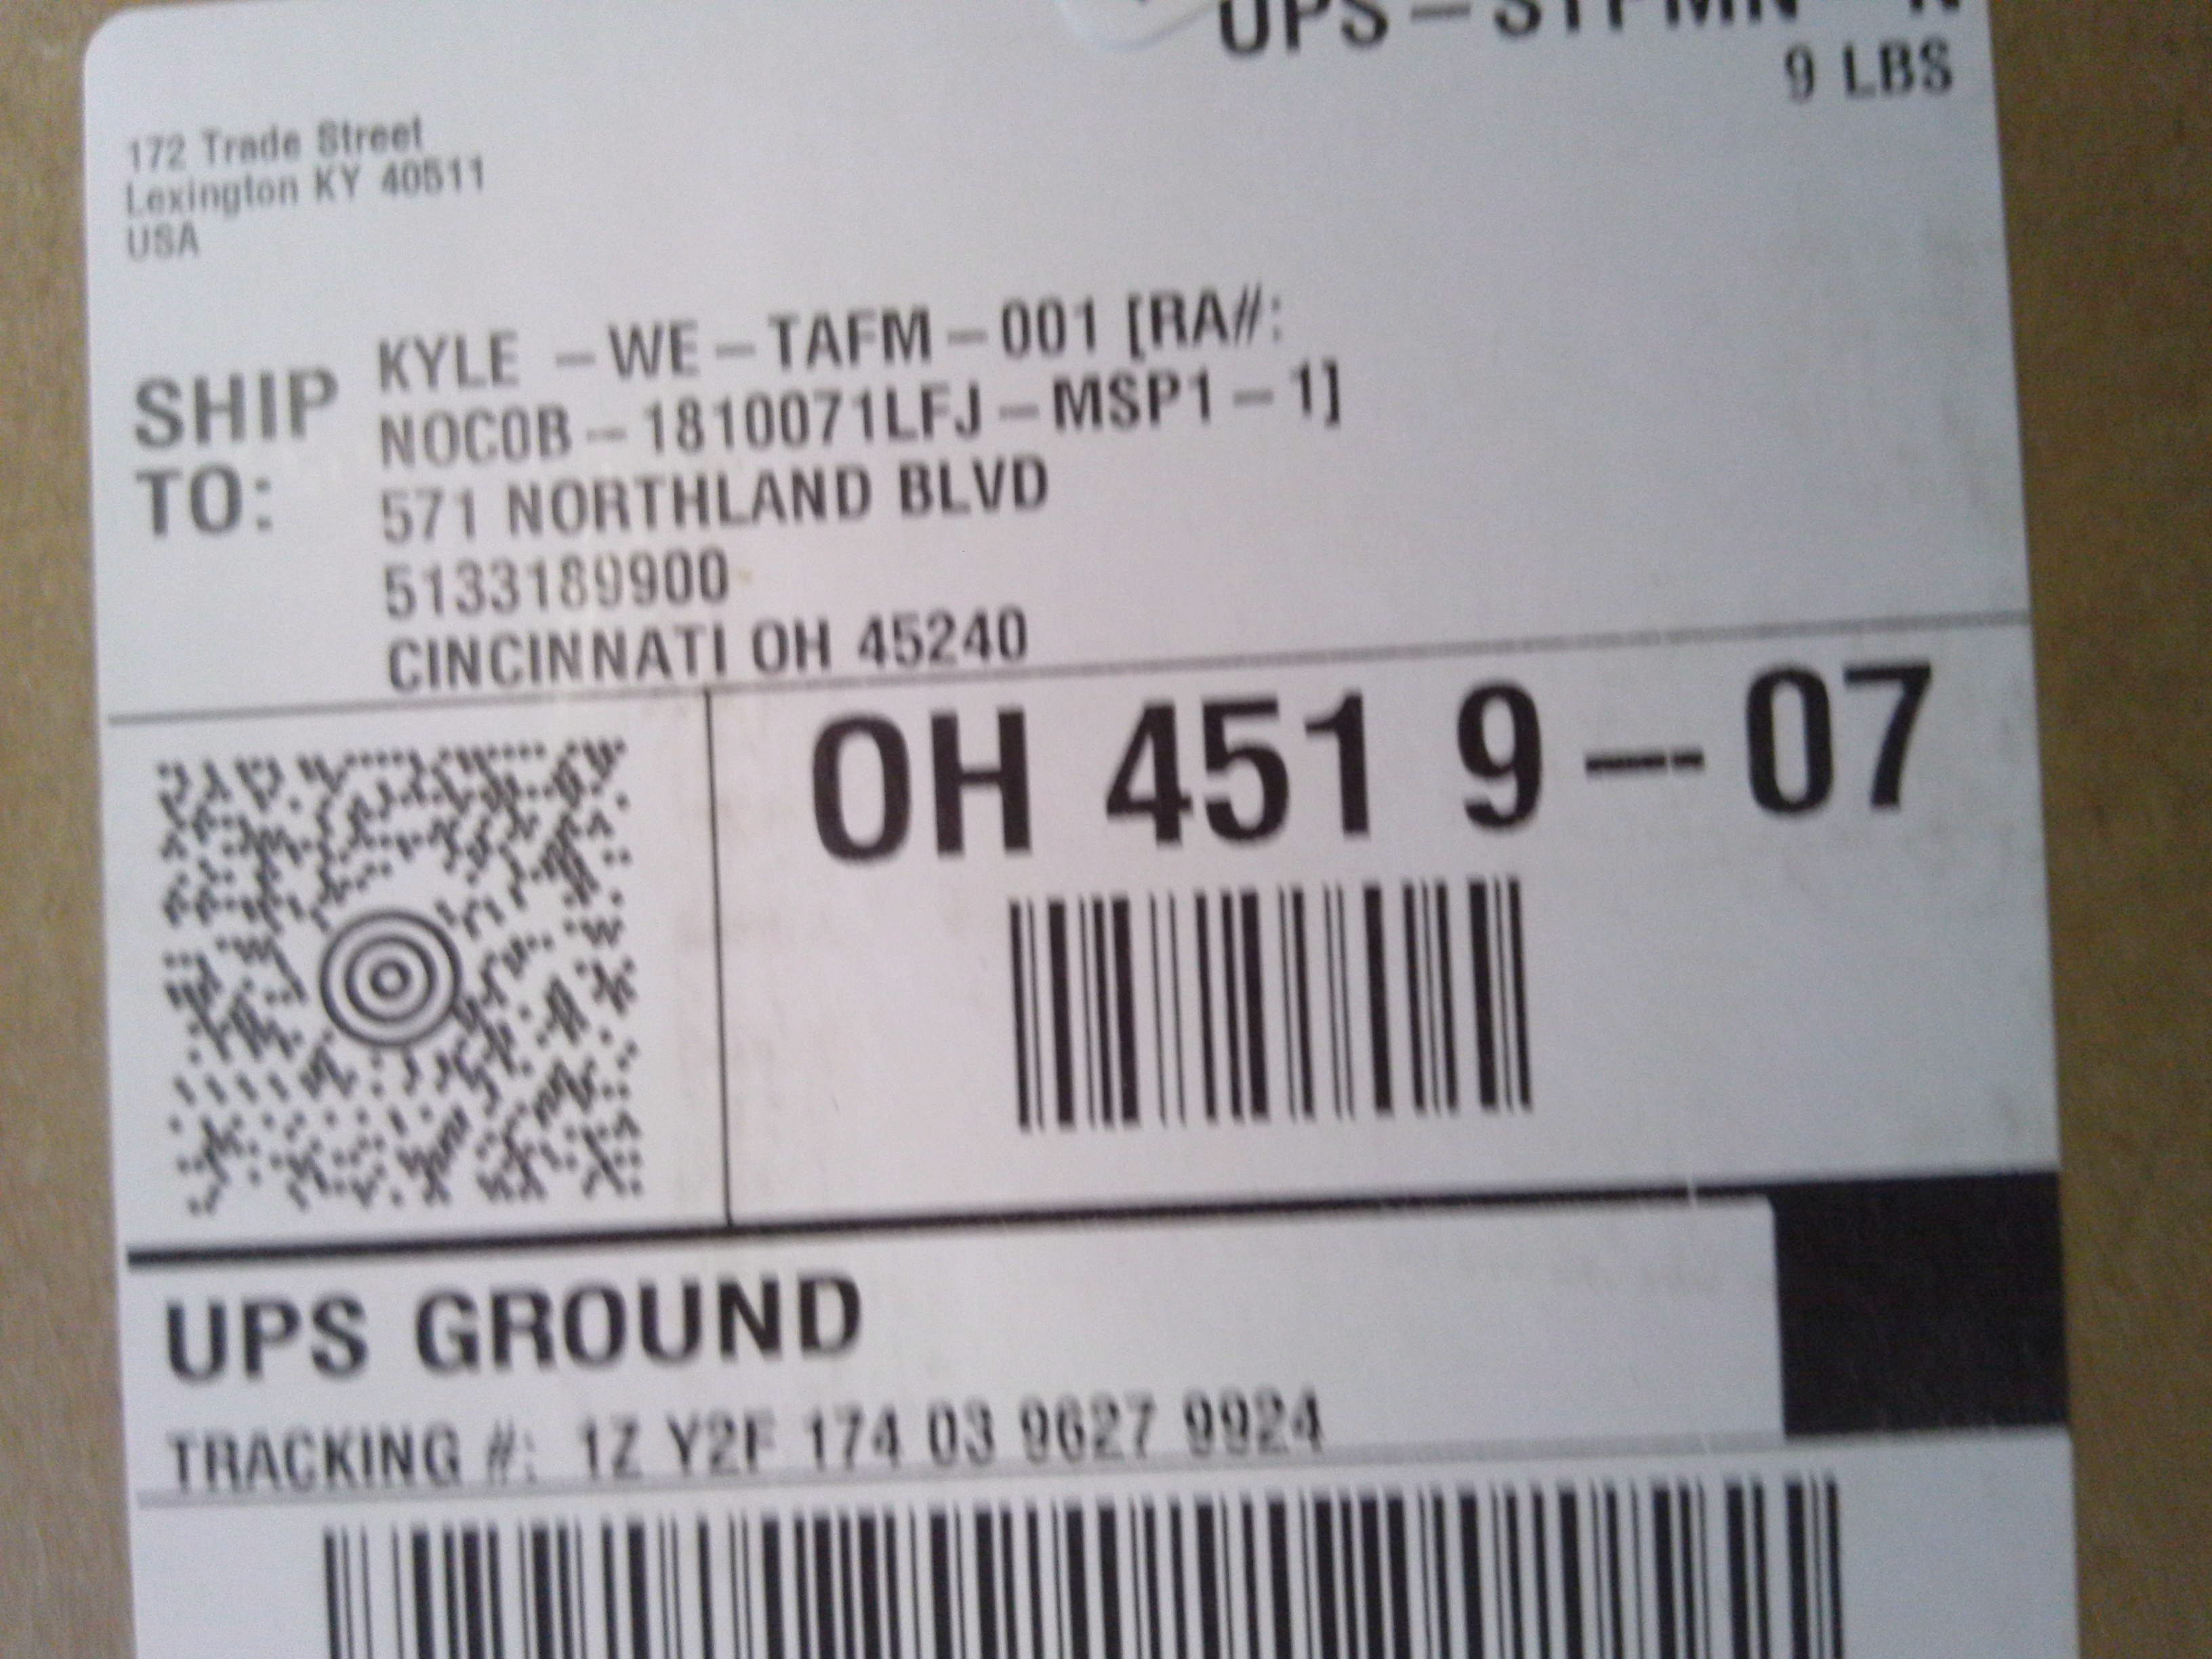 UPS - STPMN N
9 LBS
172 Trade Street
Lexington KY 40511
USA
SHIP TO:
KYLE - WE - TAFM - 001 [RA#:
NOC0B - 1810071LFJ - MSP1 - 1]
571 NORTHLAND BLVD
5133189900
CINCINNATI OH 45240
OH 451 9 - 07
UPS GROUND
TRACKING #: 1Z Y2F 174 03 9627 9924